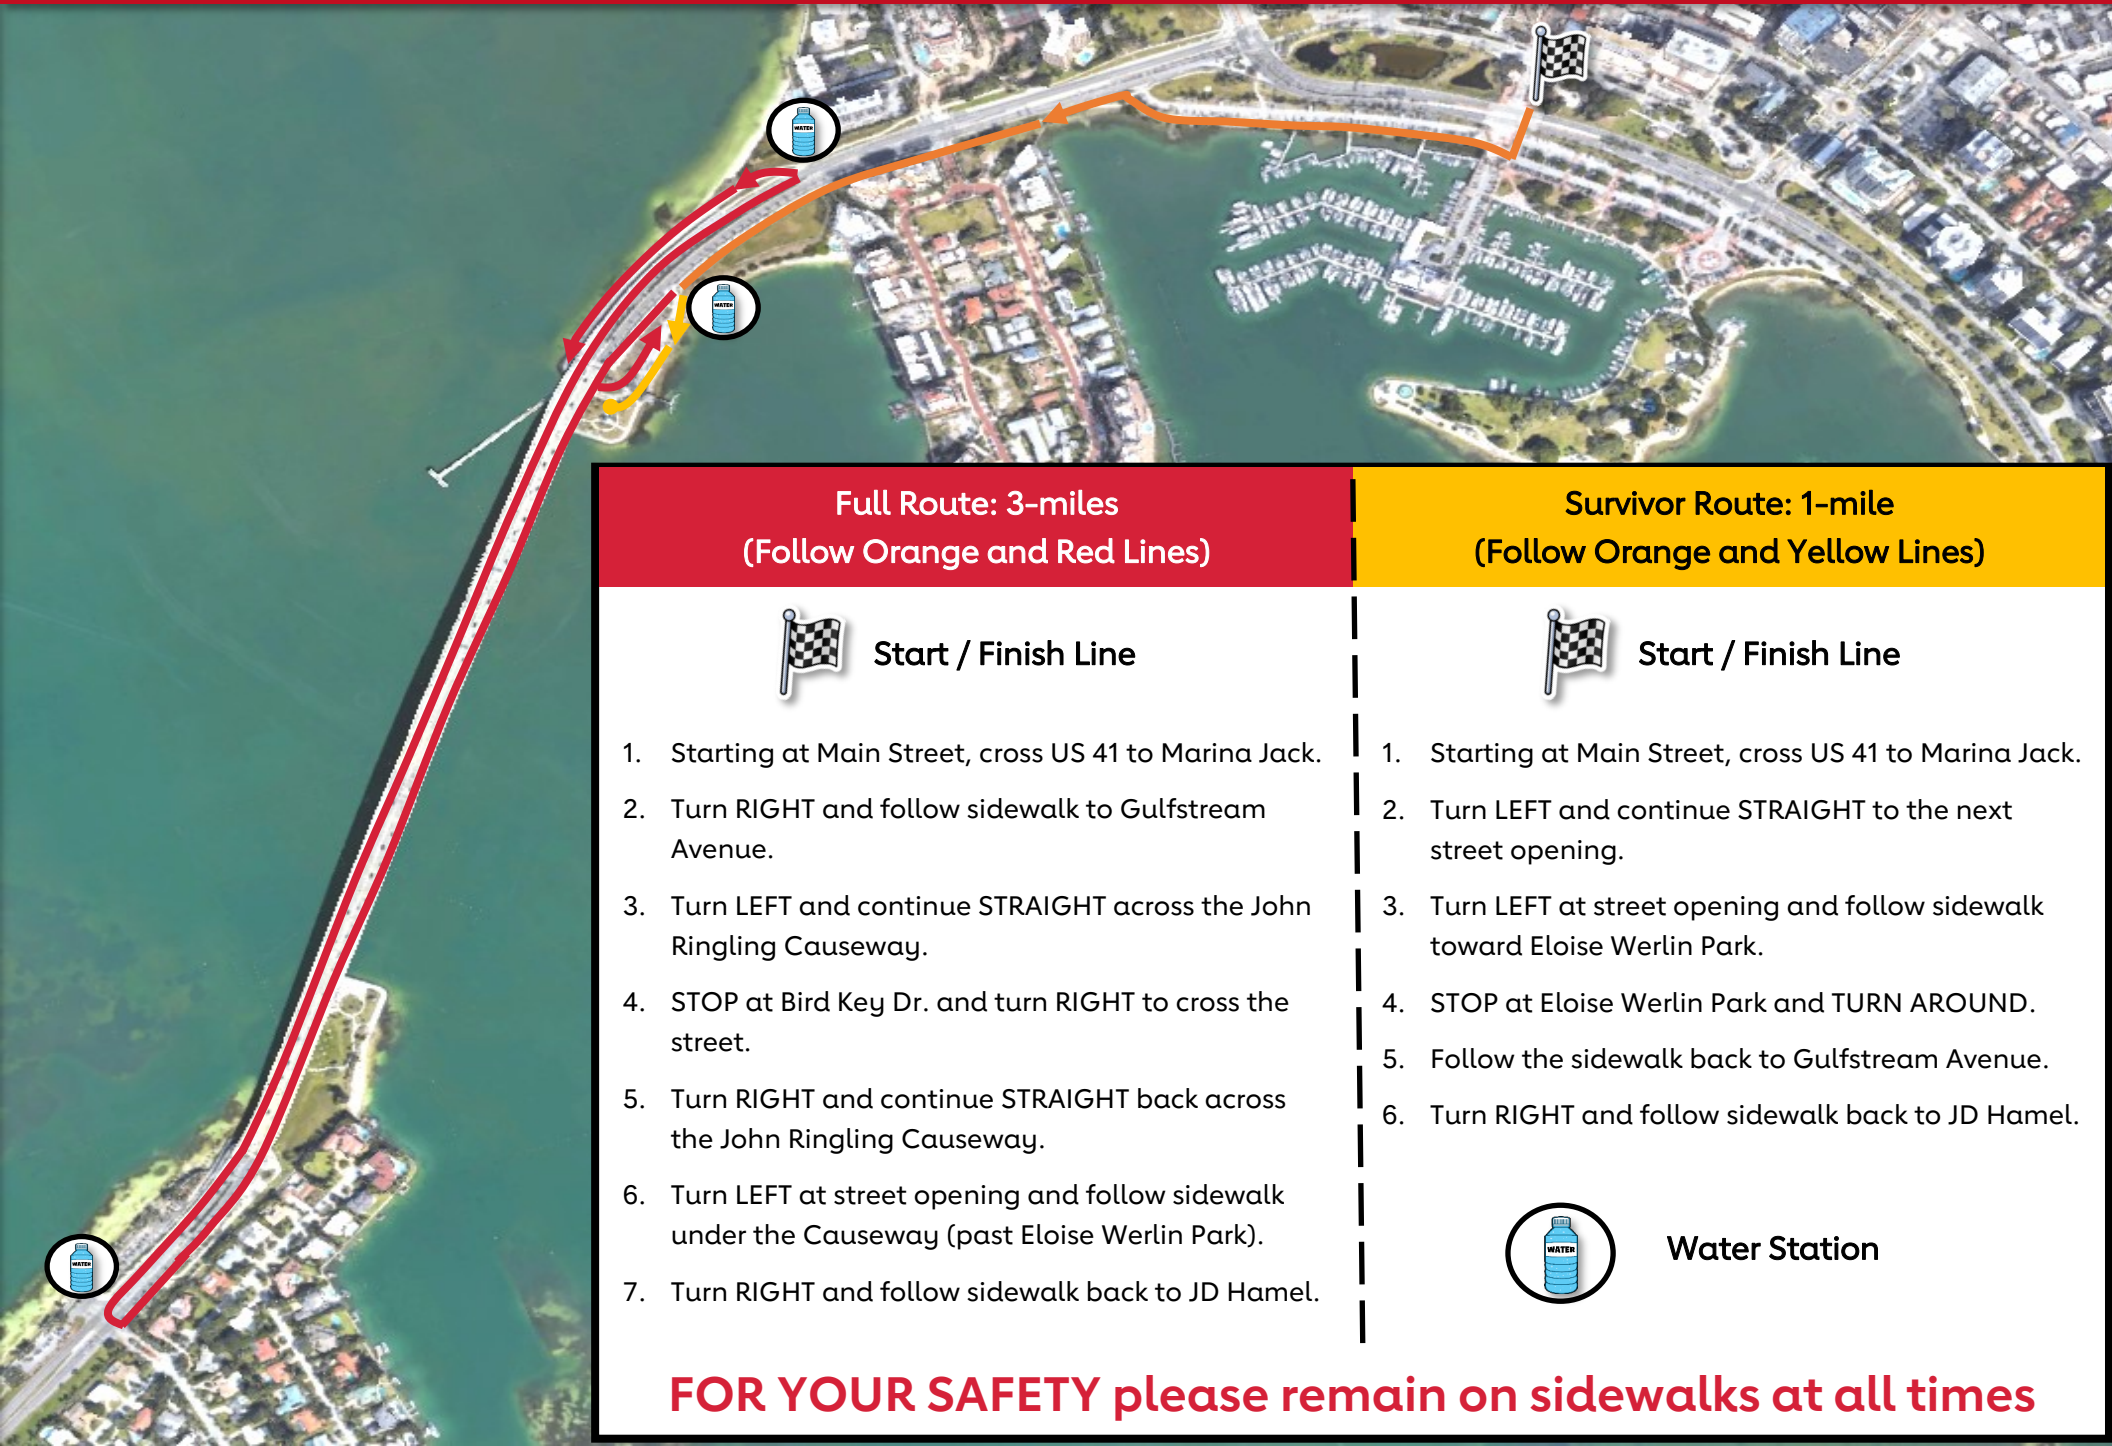 WATER
WATER
WATER
Full Route: 3-miles
(Follow Orange and Red Lines)
Start / Finish Line
1. Starting at Main Street, cross US 41 to Marina Jack.
2. Turn RIGHT and follow sidewalk to Gulfstream
Avenue.
3. Turn LEFT and continue STRAIGHT across the John
Ringling Causeway.
4. STOP at Bird Key Dr. and turn RIGHT to cross the
street.
5. Turn RIGHT and continue STRAIGHT back across
the John Ringling Causeway.
6. Turn LEFT at street opening and follow sidewalk
under the Causeway (past Eloise Werlin Park).
7. Turn RIGHT and follow sidewalk back to JD Hamel.
Survivor Route: 1-mile
(Follow Orange and Yellow Lines)
Start / Finish Line
1. Starting at Main Street, cross US 41 to Marina Jack.
2. Turn LEFT and continue STRAIGHT to the next
street opening.
3. Turn LEFT at street opening and follow sidewalk
toward Eloise Werlin Park.
4. STOP at Eloise Werlin Park and TURN AROUND.
5. Follow the sidewalk back to Gulfstream Avenue.
6. Turn RIGHT and follow sidewalk back to JD Hamel.
WATER
Water Station
FOR YOUR SAFETY please remain on sidewalks at all times